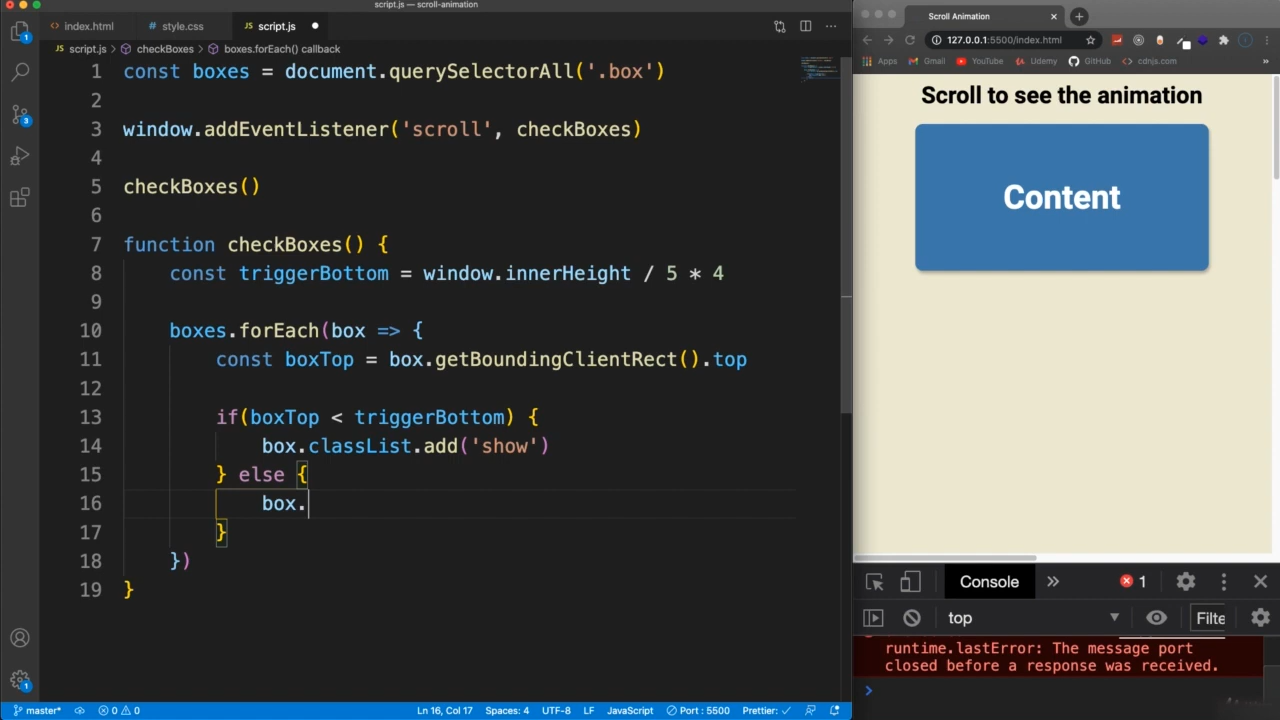 script.js — scroll-animation
index.html
style.css
script.js
script.js > checkBoxes > boxes.forEach() callback
1 const boxes = document.querySelectorAll('.box')
2
3 window.addEventListener('scroll', checkBoxes)
4
5 checkBoxes()
6
7 function checkBoxes() {
8 const triggerBottom = window.innerHeight / 5 * 4
9
10 boxes.forEach(box => {
11 const boxTop = box.getBoundingClientRect().top
12
13 if(boxTop < triggerBottom) {
14 box.classList.add('show')
15 } else {
16 box.
17 }
18 })
19 }
1
3
1
master*
0
0
Ln 16, Col 17
Spaces: 4
UTF-8
LF
JavaScript
Port : 5500
Prettier: ✓
Scroll Animation
127.0.0.1:5500/index.html
Apps
Gmail
YouTube
Udemy
GitHub
cdnjs.com
»
Scroll to see the animation
Content
Console
»
1
top
Filte
runtime.lastError: The message port
closed before a response was received.
>